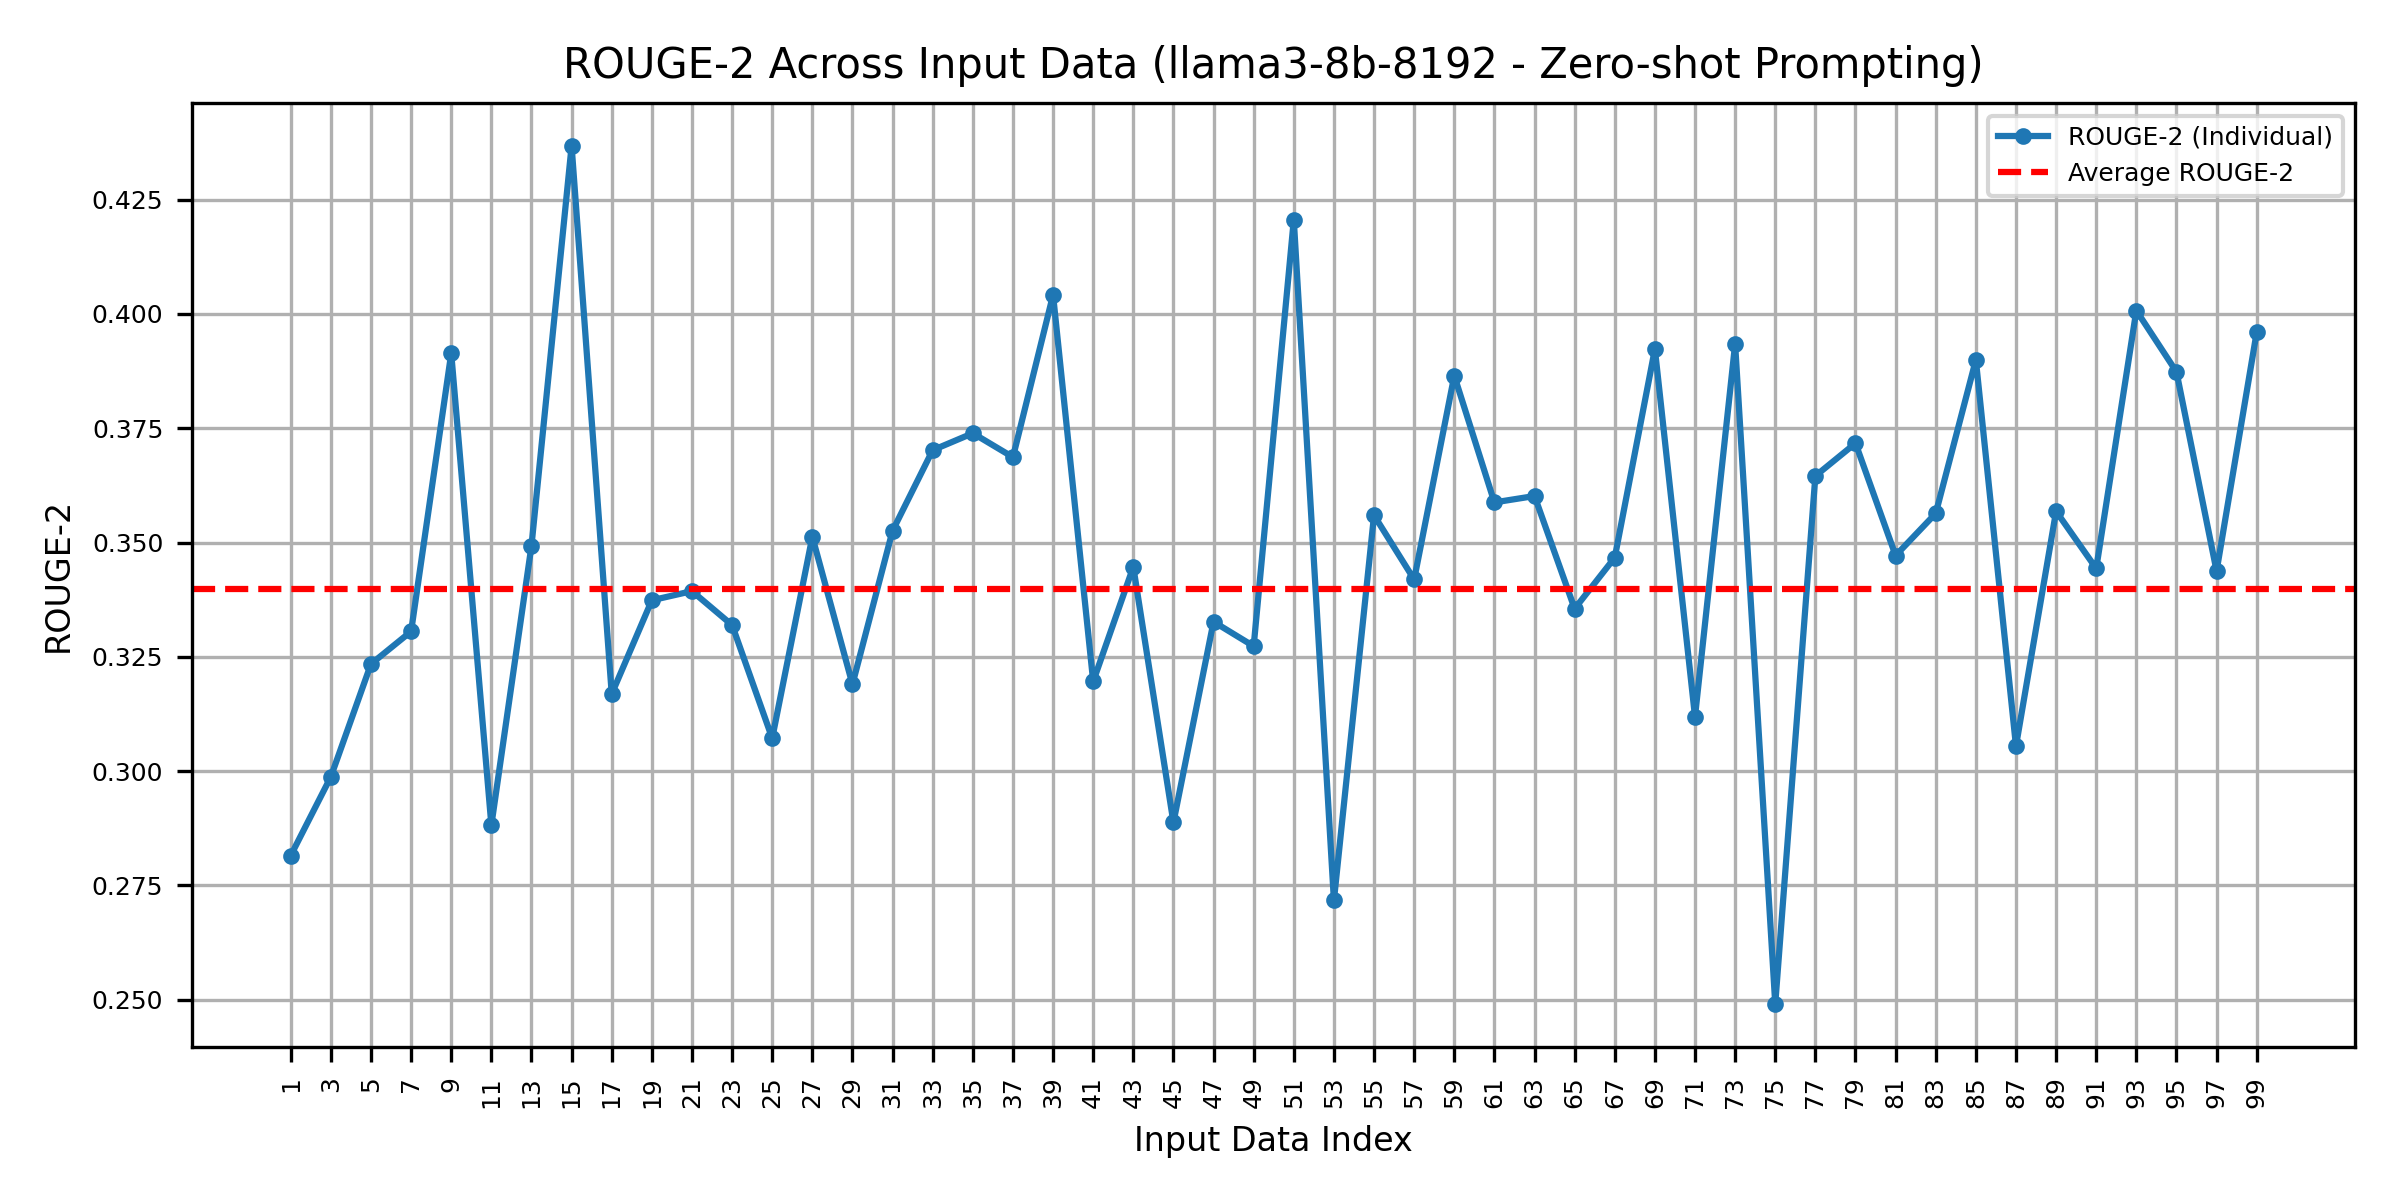 ROUGE-2 Across Input Data (llama3-8b-8192 - Zero-shot Prompting)
ROUGE-2 (Individual)
Average ROUGE-2
0.425
0.400
0.375
0.350
0.325
0.300
0.275
0.250
ROUGE-2
1 3 5 7 9 11 13 15 17 19 21 23 25 27 29 31 33 35 37 39 41 43 45 47 49 51 53 55 57 59 61 63 65 67 69 71 73 75 77 79 81 83 85 87 89 91 93 95 97 99
Input Data Index